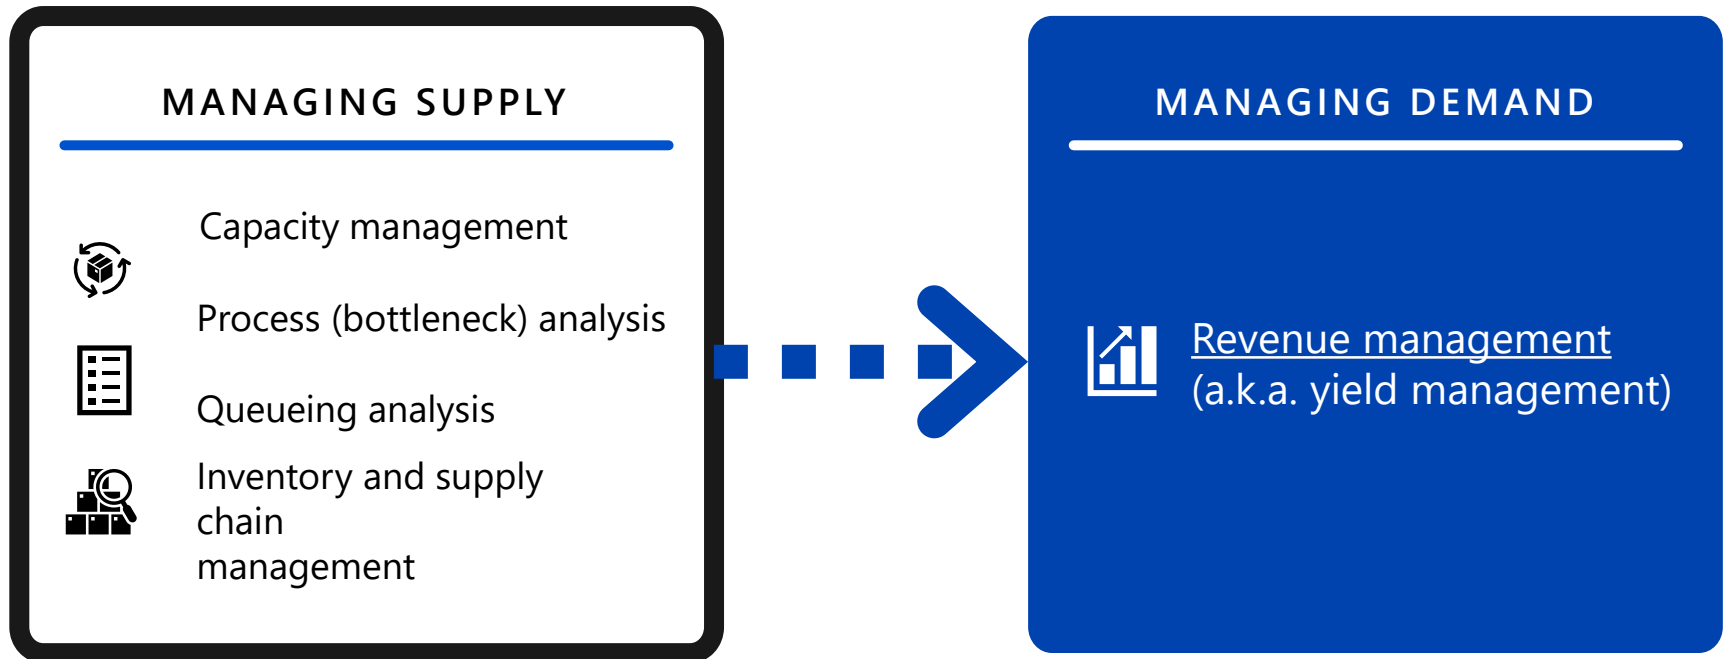 MANAGING SUPPLY
Capacity management
Process (bottleneck) analysis
Queueing analysis
Inventory and supply
chain
management
MANAGING DEMAND
Revenue management
(a.k.a. yield management)